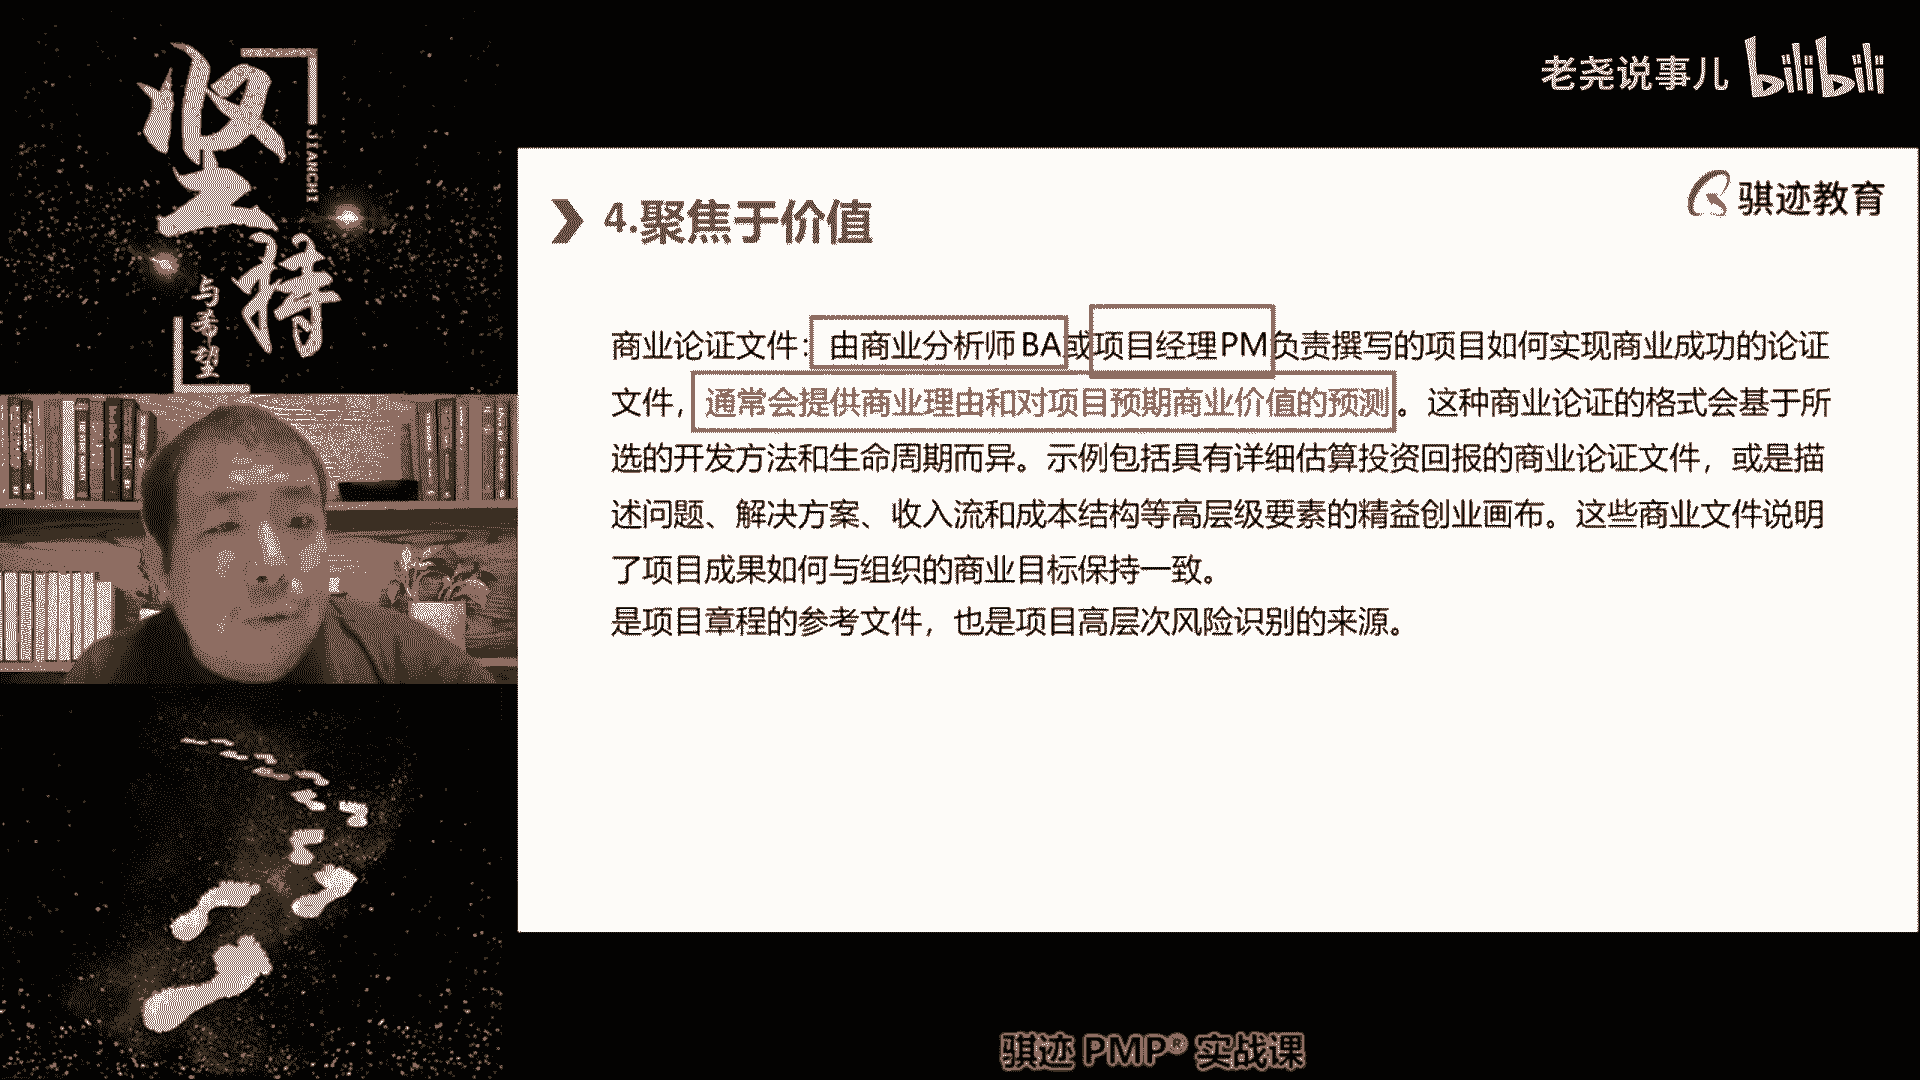 坚持
JIANCHI
与希望
老尧说事儿 bilibili
骐迹教育
4.聚焦于价值
商业论证文件：由商业分析师BA或项目经理PM负责撰写的项目如何实现商业成功的论证
文件，通常会提供商业理由和对项目预期商业价值的预测。这种商业论证的格式会基于所
选的开发方法和生命周期而异。示例包括具有详细估算投资回报的商业论证文件，或是描
述问题、解决方案、收入流和成本结构等高层级要素的精益创业画布。这些商业文件说明
了项目成果如何与组织的商业目标保持一致。
是项目章程的参考文件，也是项目高层次风险识别的来源。
骐迹 PMP® 实战课